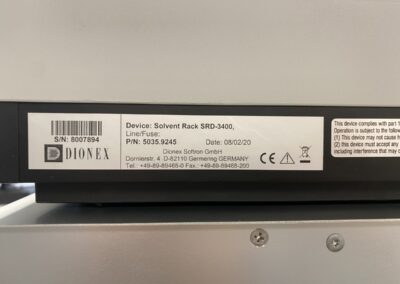 S/N: 8007894
DIONEX
Device: Solvent Rack SRD-3400,
Line/Fuse:
P/N: 5035.9245 Date: 08/02/20
Dionex Softron GmbH
Dornierstr. 4 D-82110 Germering GERMANY
Tel.: +49-89-89468-0 Fax: +49-89-89468-200
CE
This device complies with part 1
Operation is subject to the follow
(1) This device may not cause h
(2) this device must accept any
including interference that may c